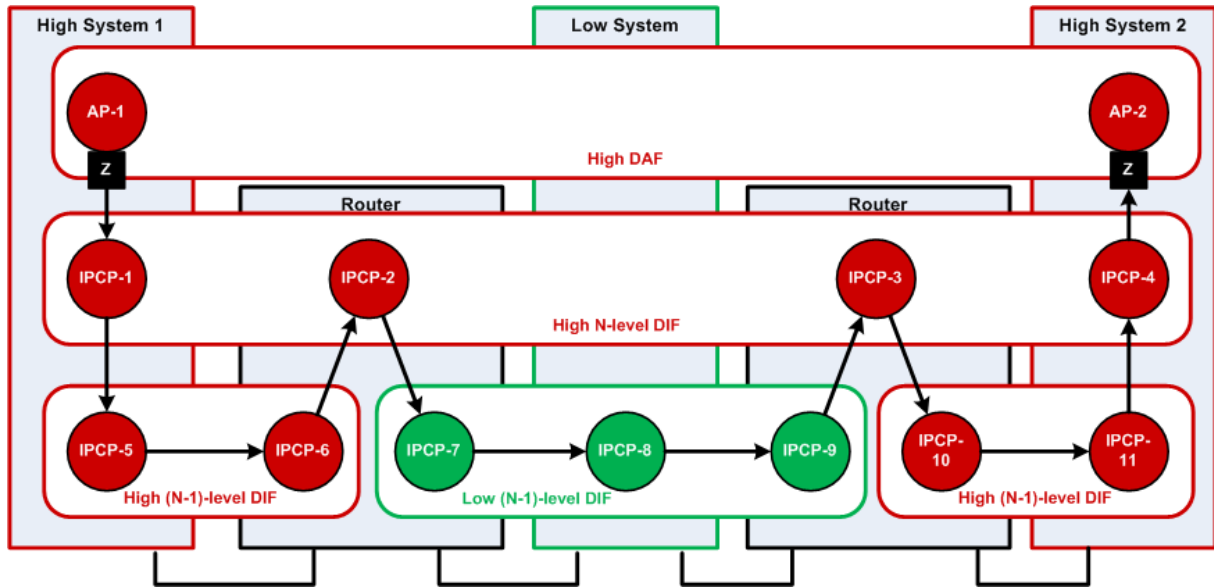 High System 1
Low System
High System 2
AP-1
AP-2
Z
Z
High DAF
Router
Router
IPCP-1
IPCP-2
IPCP-3
IPCP-4
High N-level DIF
IPCP-5
IPCP-6
IPCP-7
IPCP-8
IPCP-9
IPCP-
10
IPCP-
11
High (N-1)-level DIF
Low (N-1)-level DIF
High (N-1)-level DIF